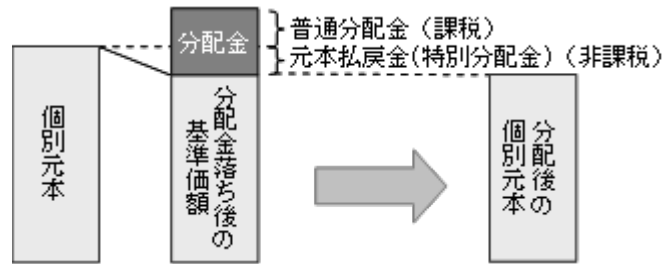 分配金
普通分配金（課税）
元本払戻金(特別分配金)（非課税）
個別元本
分配金落ち後の
基準価額
分配後の
個別元本